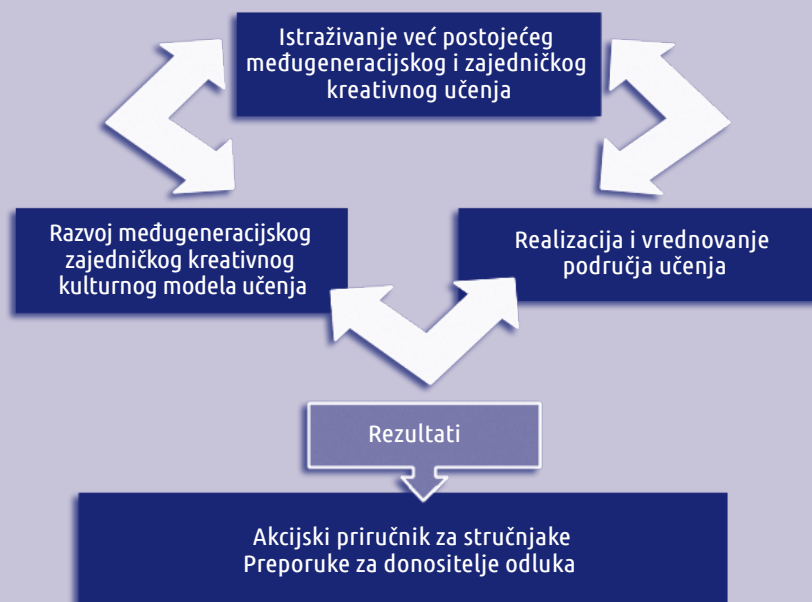 Istraživanje već postojećeg
međugeneracijskog i zajedničkog
kreativnog učenja
Razvoj međugeneracijskog
zajedničkog kreativnog
kulturnog modela učenja
Realizacija i vrednovanje
područja učenja
Rezultati
Akcijski priručnik za stručnjake
Preporuke za donositelje odluka